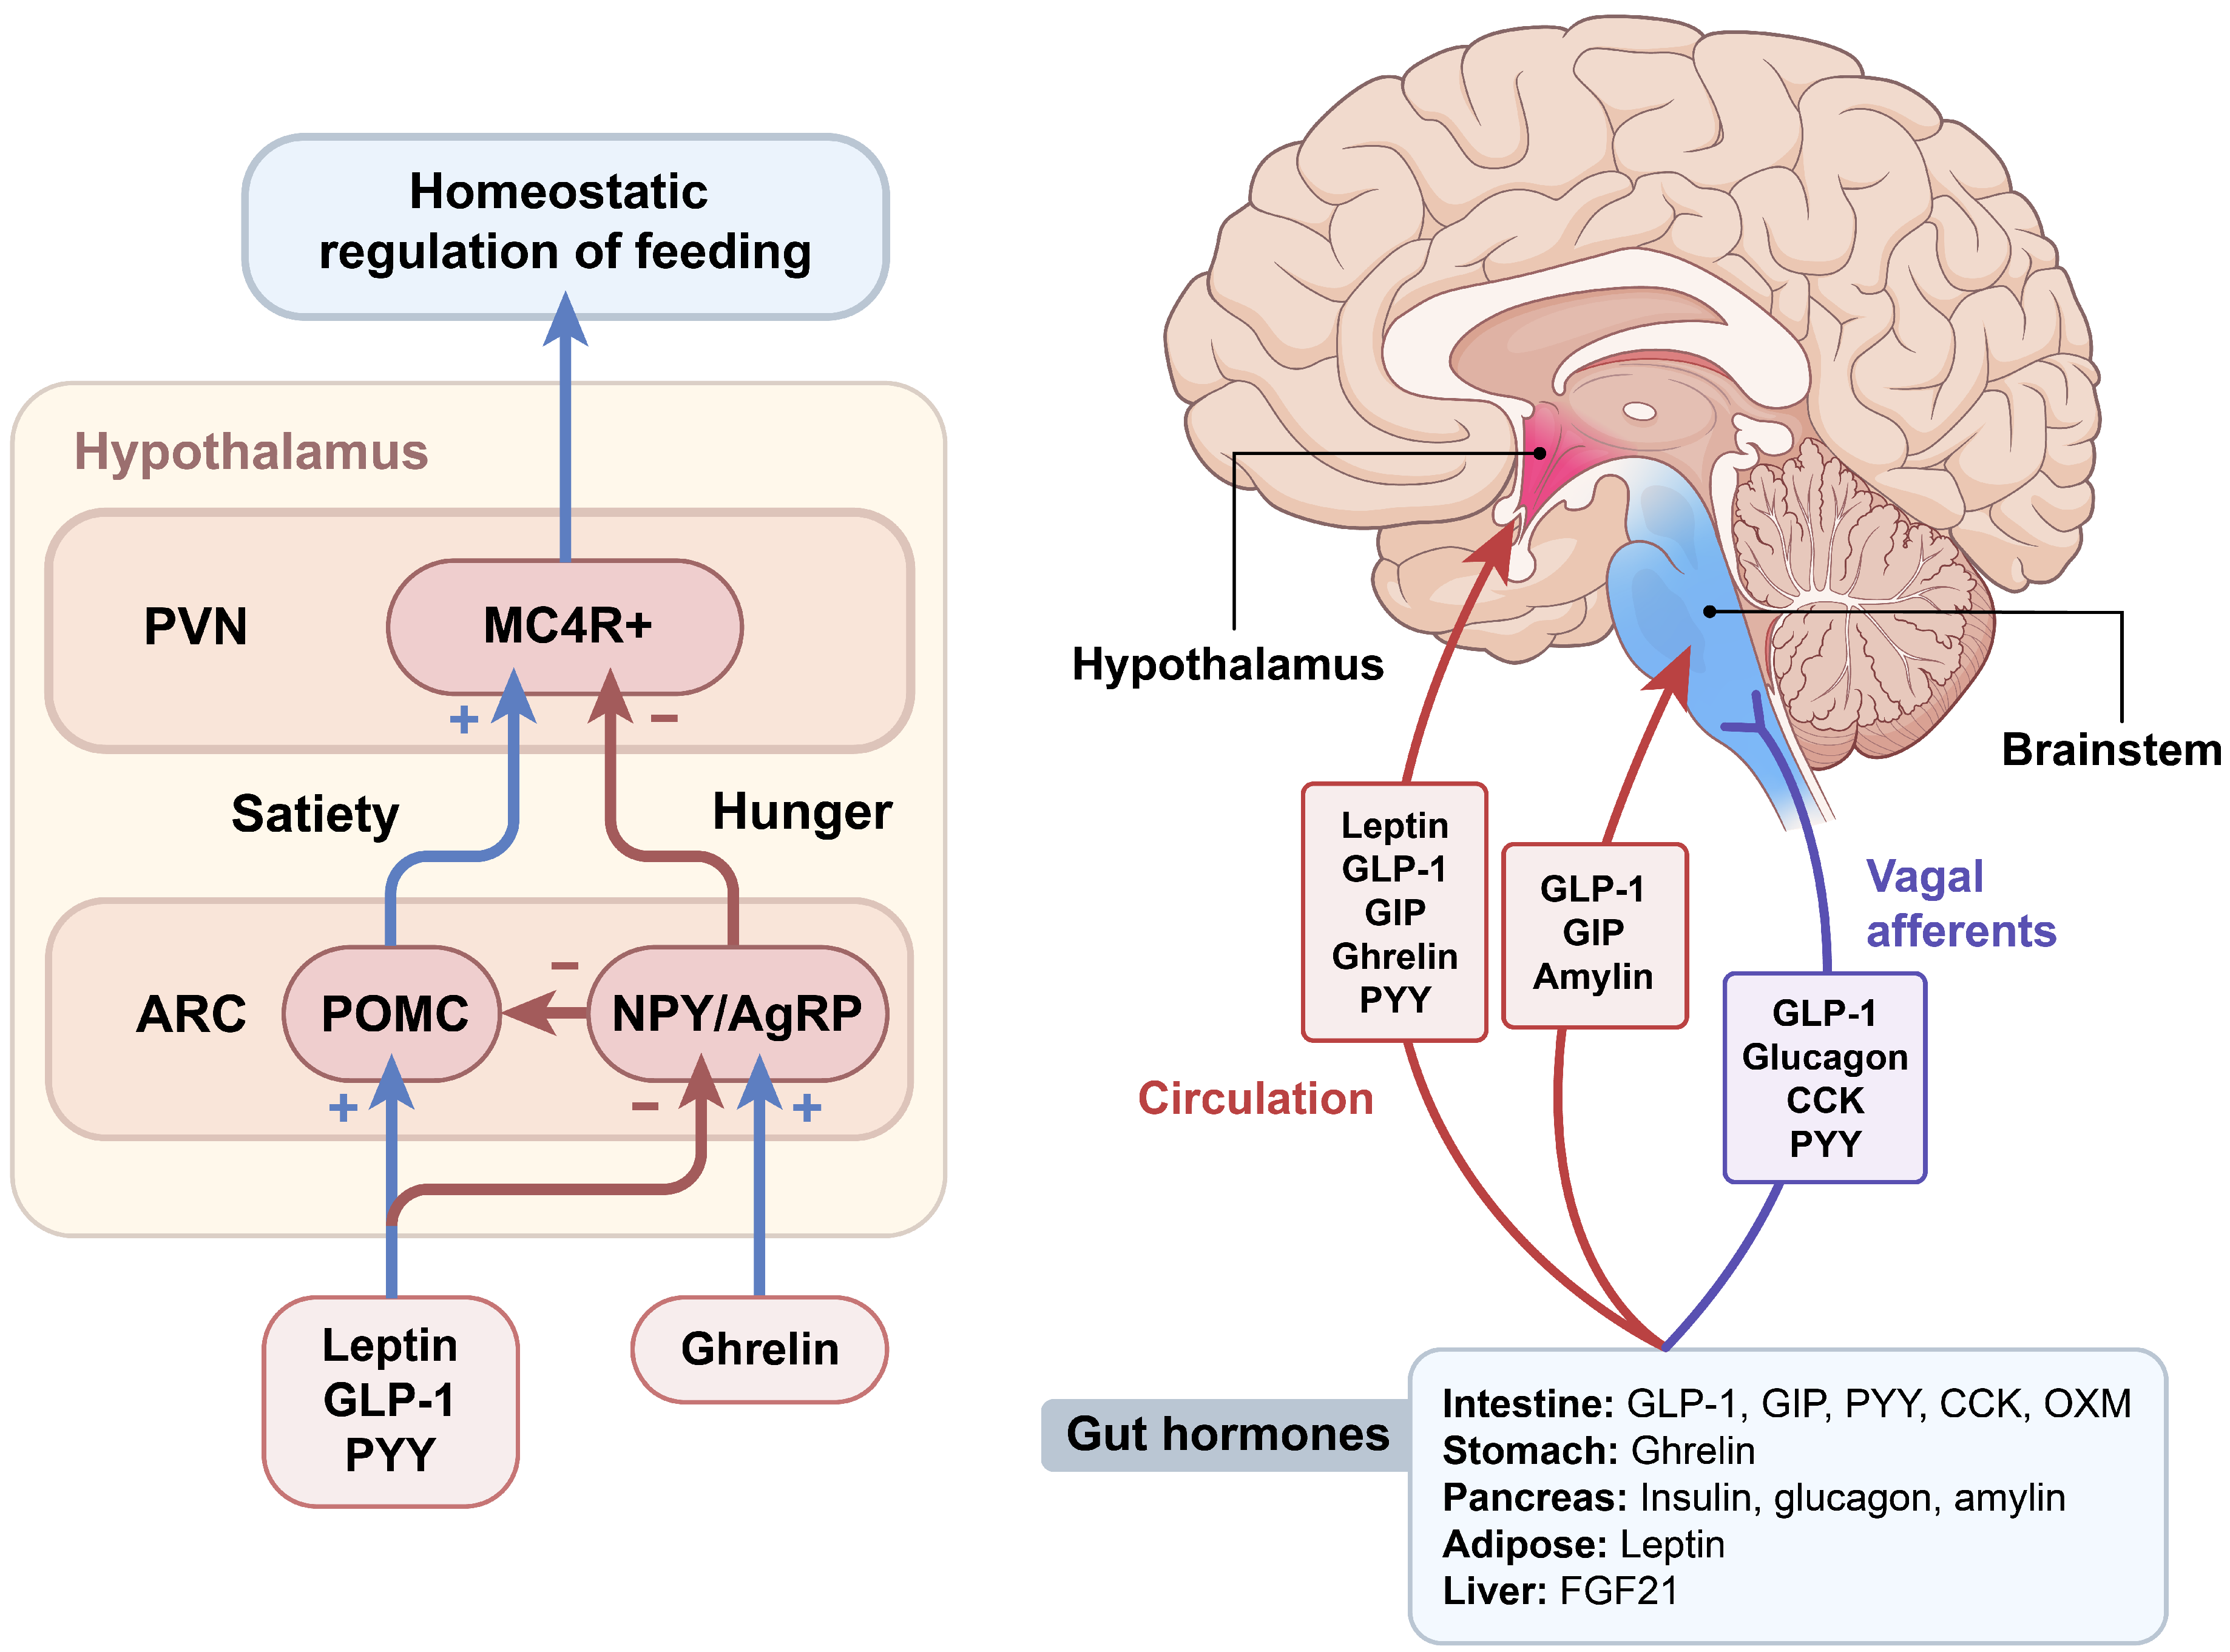 Homeostatic
regulation of feeding
Hypothalamus
PVN
MC4R+
+
−
Satiety
Hunger
ARC
POMC
−
NPY/AgRP
+
−
+
Leptin
GLP-1
PYY
Ghrelin
Hypothalamus
Brainstem
Leptin
GLP-1
GIP
Ghrelin
PYY
GLP-1
GIP
Amylin
Vagal
afferents
GLP-1
Glucagon
CCK
PYY
Circulation
Gut hormones
Intestine: GLP-1, GIP, PYY, CCK, OXM
Stomach: Ghrelin
Pancreas: Insulin, glucagon, amylin
Adipose: Leptin
Liver: FGF21